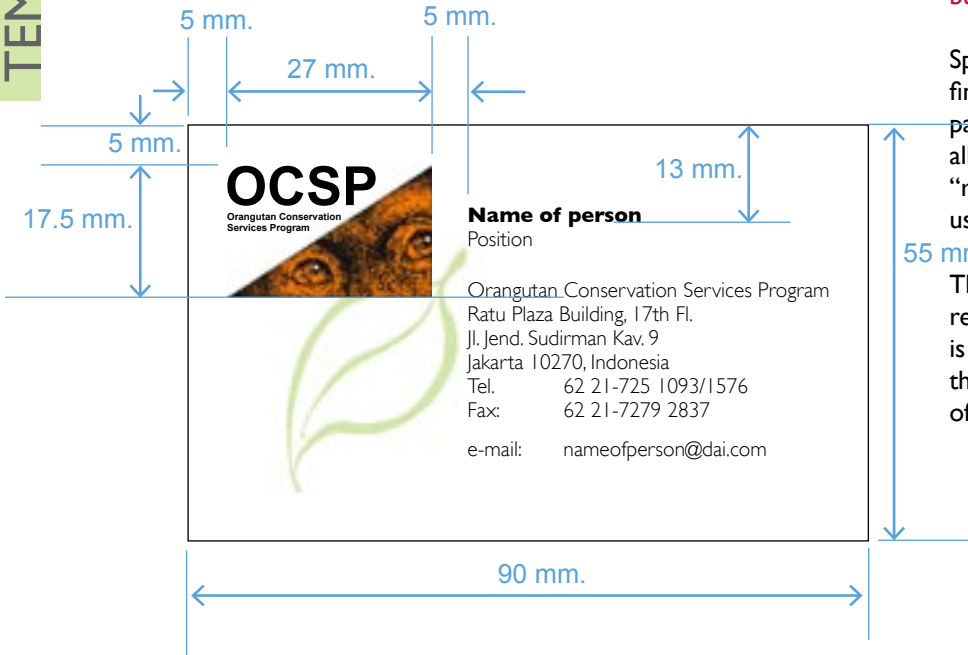 5 mm.
5 mm.
27 mm.
5 mm.
13 mm.
17.5 mm.
OCSP
Orangutan Conservation
Services Program
Name of person
Position
Orangutan Conservation Services Program
Ratu Plaza Building, 17th Fl.
Jl. Jend. Sudirman Kav. 9
Jakarta 10270, Indonesia
Tel. 62 21-725 1093/1576
Fax: 62 21-7279 2837
e-mail: nameofperson@dai.com
55 mm
90 mm.